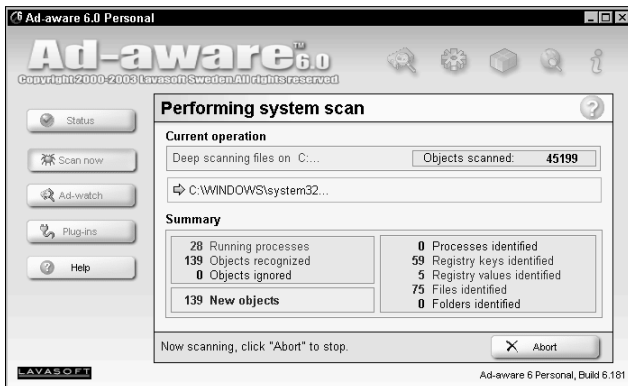 Ad-aware 6.0 Personal
Ad-aware 6.0
TM
Copyright 2000-2003 Lavasoft Sweden All rights reserved
Status
Scan now
Ad-watch
Plug-ins
Help
Performing system scan
Current operation
Deep scanning files on C:...
Objects scanned: 45199
C:\WINDOWS\system32...
Summary
28 Running processes
139 Objects recognized
0 Objects ignored
139 New objects
0 Processes identified
59 Registry keys identified
5 Registry values identified
75 Files identified
0 Folders identified
Now scanning, click "Abort" to stop.
Abort
LAVASOFT
Ad-aware 6 Personal, Build 6.181